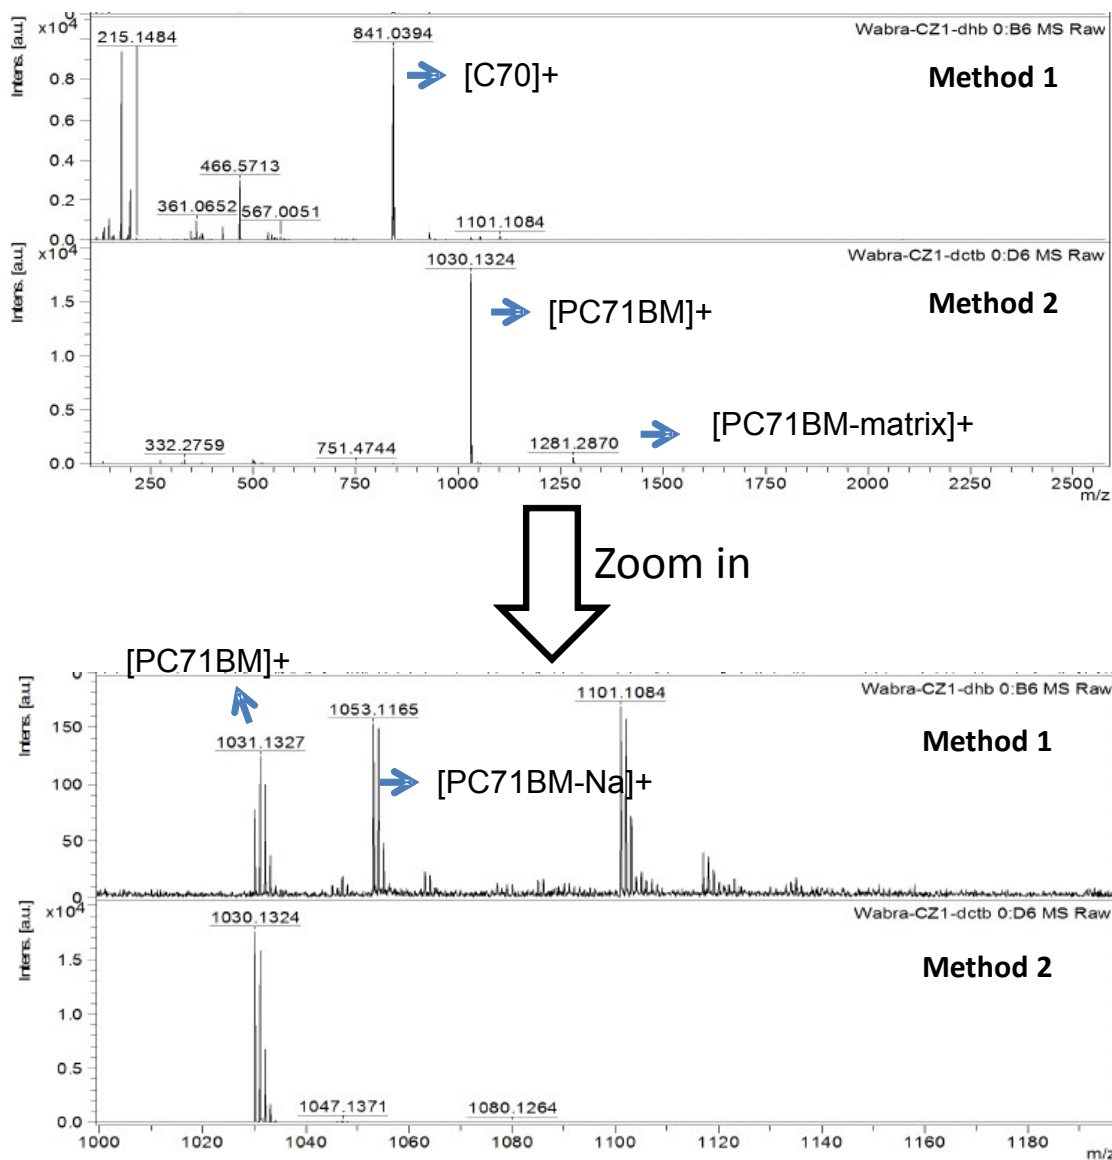 x10⁴
Intens. [a.u.]
215.1484
841.0394
Wabra-CZ1-dhb 0:B6 MS Raw
[C70]+
Method 1
0.8
0.6
0.4
0.2
0.0
466.5713
361.0652
567.0051
1101.1084
x10⁴
Intens. [a.u.]
1030.1324
Wabra-CZ1-dctb 0:D6 MS Raw
[PC71BM]+
Method 2
1.5
1.0
0.5
0.0
[PC71BM-matrix]+
332.2759
751.4744
1281.2870
250 500 750 1000 1250 1500 1750 2000 2250 2500
m/z
Zoom in
[PC71BM]+
Intens. [a.u.]
1053.1165
1101.1084
Wabra-CZ1-dhb 0:B6 MS Raw
1031.1327
Method 1
[PC71BM-Na]+
150
100
50
0
x10⁴
Intens. [a.u.]
1030.1324
Wabra-CZ1-dctb 0:D6 MS Raw
Method 2
1.5
1.0
0.5
0.0
1047.1371
1080.1264
1000 1020 1040 1060 1080 1100 1120 1140 1160 1180
m/z